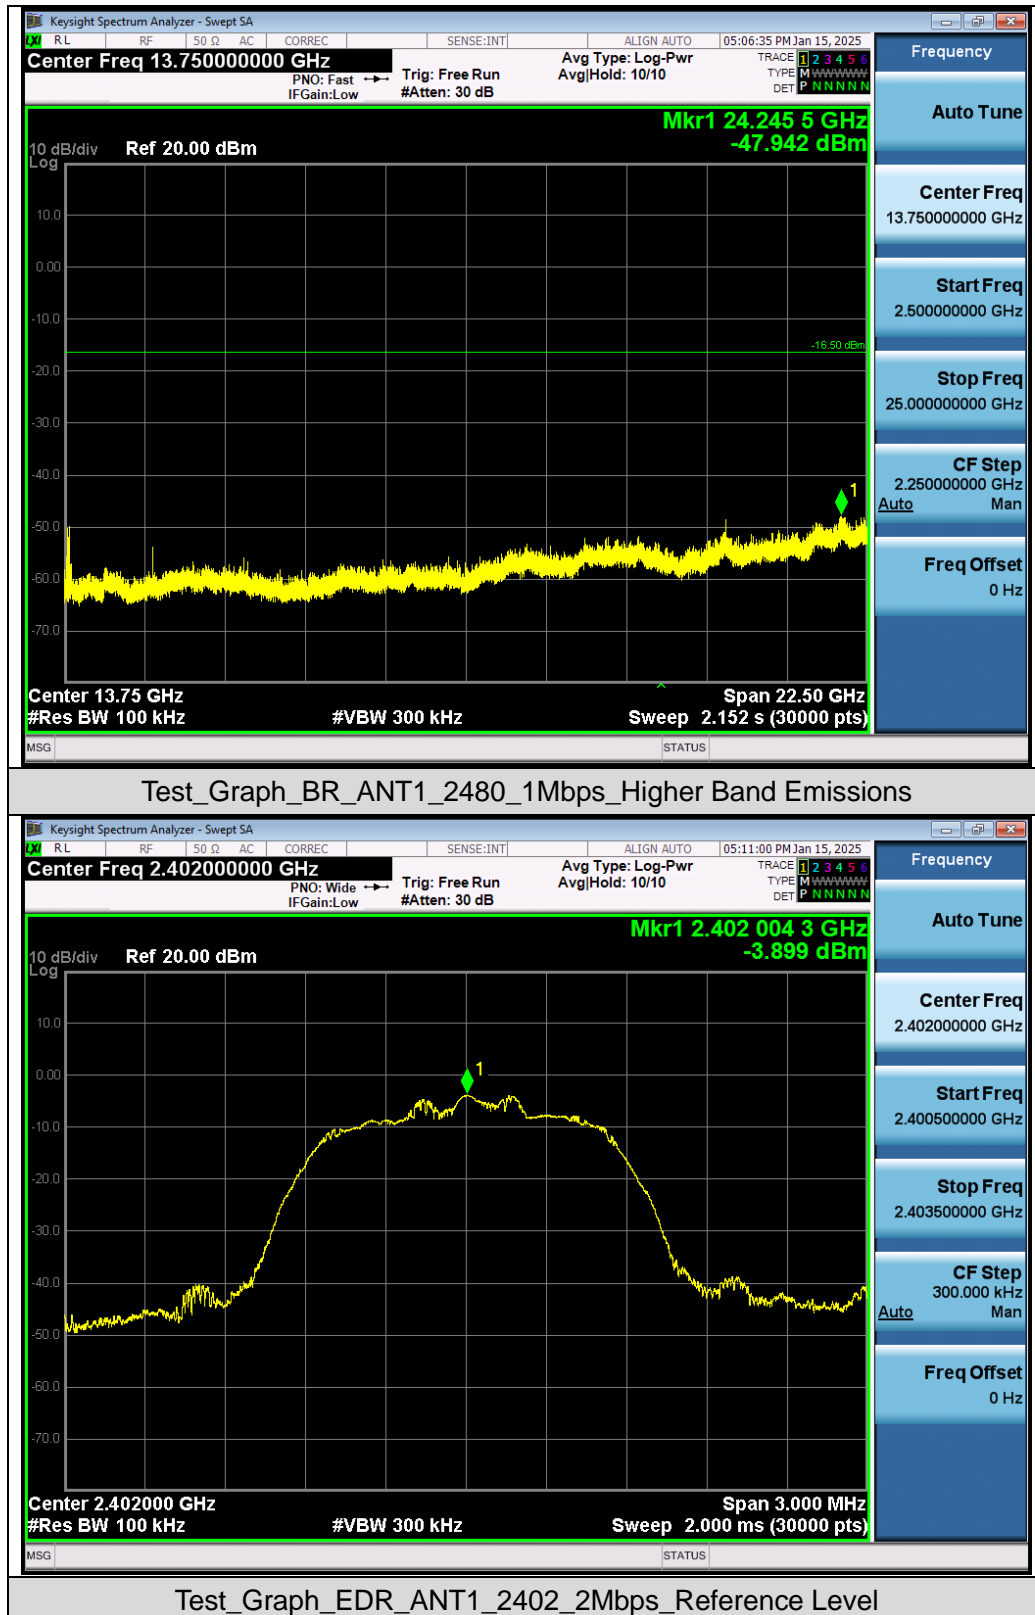 Keysight Spectrum Analyzer - Swept SA
LXI RL RF 50 Ω AC CORREC SENSE:INT ALIGN AUTO 05:06:35 PM Jan 15, 2025
Center Freq 13.750000000 GHz
PNO: Fast
IFGain:Low
Trig: Free Run
#Atten: 30 dB
Avg Type: Log-Pwr
Avg|Hold: 10/10
TRACE 1 2 3 4 5 6
TYPE M W W W W W
DET P N N N N N
Mkr1 24.245 5 GHz
-47.942 dBm
10 dB/div Ref 20.00 dBm
Log
10.0
0.00
-10.0
-16.50 dBm
-20.0
-30.0
-40.0
1
-50.0
-60.0
-70.0
Center 13.75 GHz Span 22.50 GHz
#Res BW 100 kHz #VBW 300 kHz Sweep 2.152 s (30000 pts)
MSG STATUS
Frequency
Auto Tune
Center Freq
13.750000000 GHz
Start Freq
2.500000000 GHz
Stop Freq
25.000000000 GHz
CF Step
2.250000000 GHz
Auto Man
Freq Offset
0 Hz
Test_Graph_BR_ANT1_2480_1Mbps_Higher Band Emissions
Keysight Spectrum Analyzer - Swept SA
LXI RL RF 50 Ω AC CORREC SENSE:INT ALIGN AUTO 05:11:00 PM Jan 15, 2025
Center Freq 2.402000000 GHz
PNO: Wide
IFGain:Low
Trig: Free Run
#Atten: 30 dB
Avg Type: Log-Pwr
Avg|Hold: 10/10
TRACE 1 2 3 4 5 6
TYPE M W W W W W
DET P N N N N N
Mkr1 2.402 004 3 GHz
-3.899 dBm
10 dB/div Ref 20.00 dBm
Log
10.0
0.00
1
-10.0
-20.0
-30.0
-40.0
-50.0
-60.0
-70.0
Center 2.402000 GHz Span 3.000 MHz
#Res BW 100 kHz #VBW 300 kHz Sweep 2.000 ms (30000 pts)
MSG STATUS
Frequency
Auto Tune
Center Freq
2.402000000 GHz
Start Freq
2.400500000 GHz
Stop Freq
2.403500000 GHz
CF Step
300.000 kHz
Auto Man
Freq Offset
0 Hz
Test_Graph_EDR_ANT1_2402_2Mbps_Reference Level